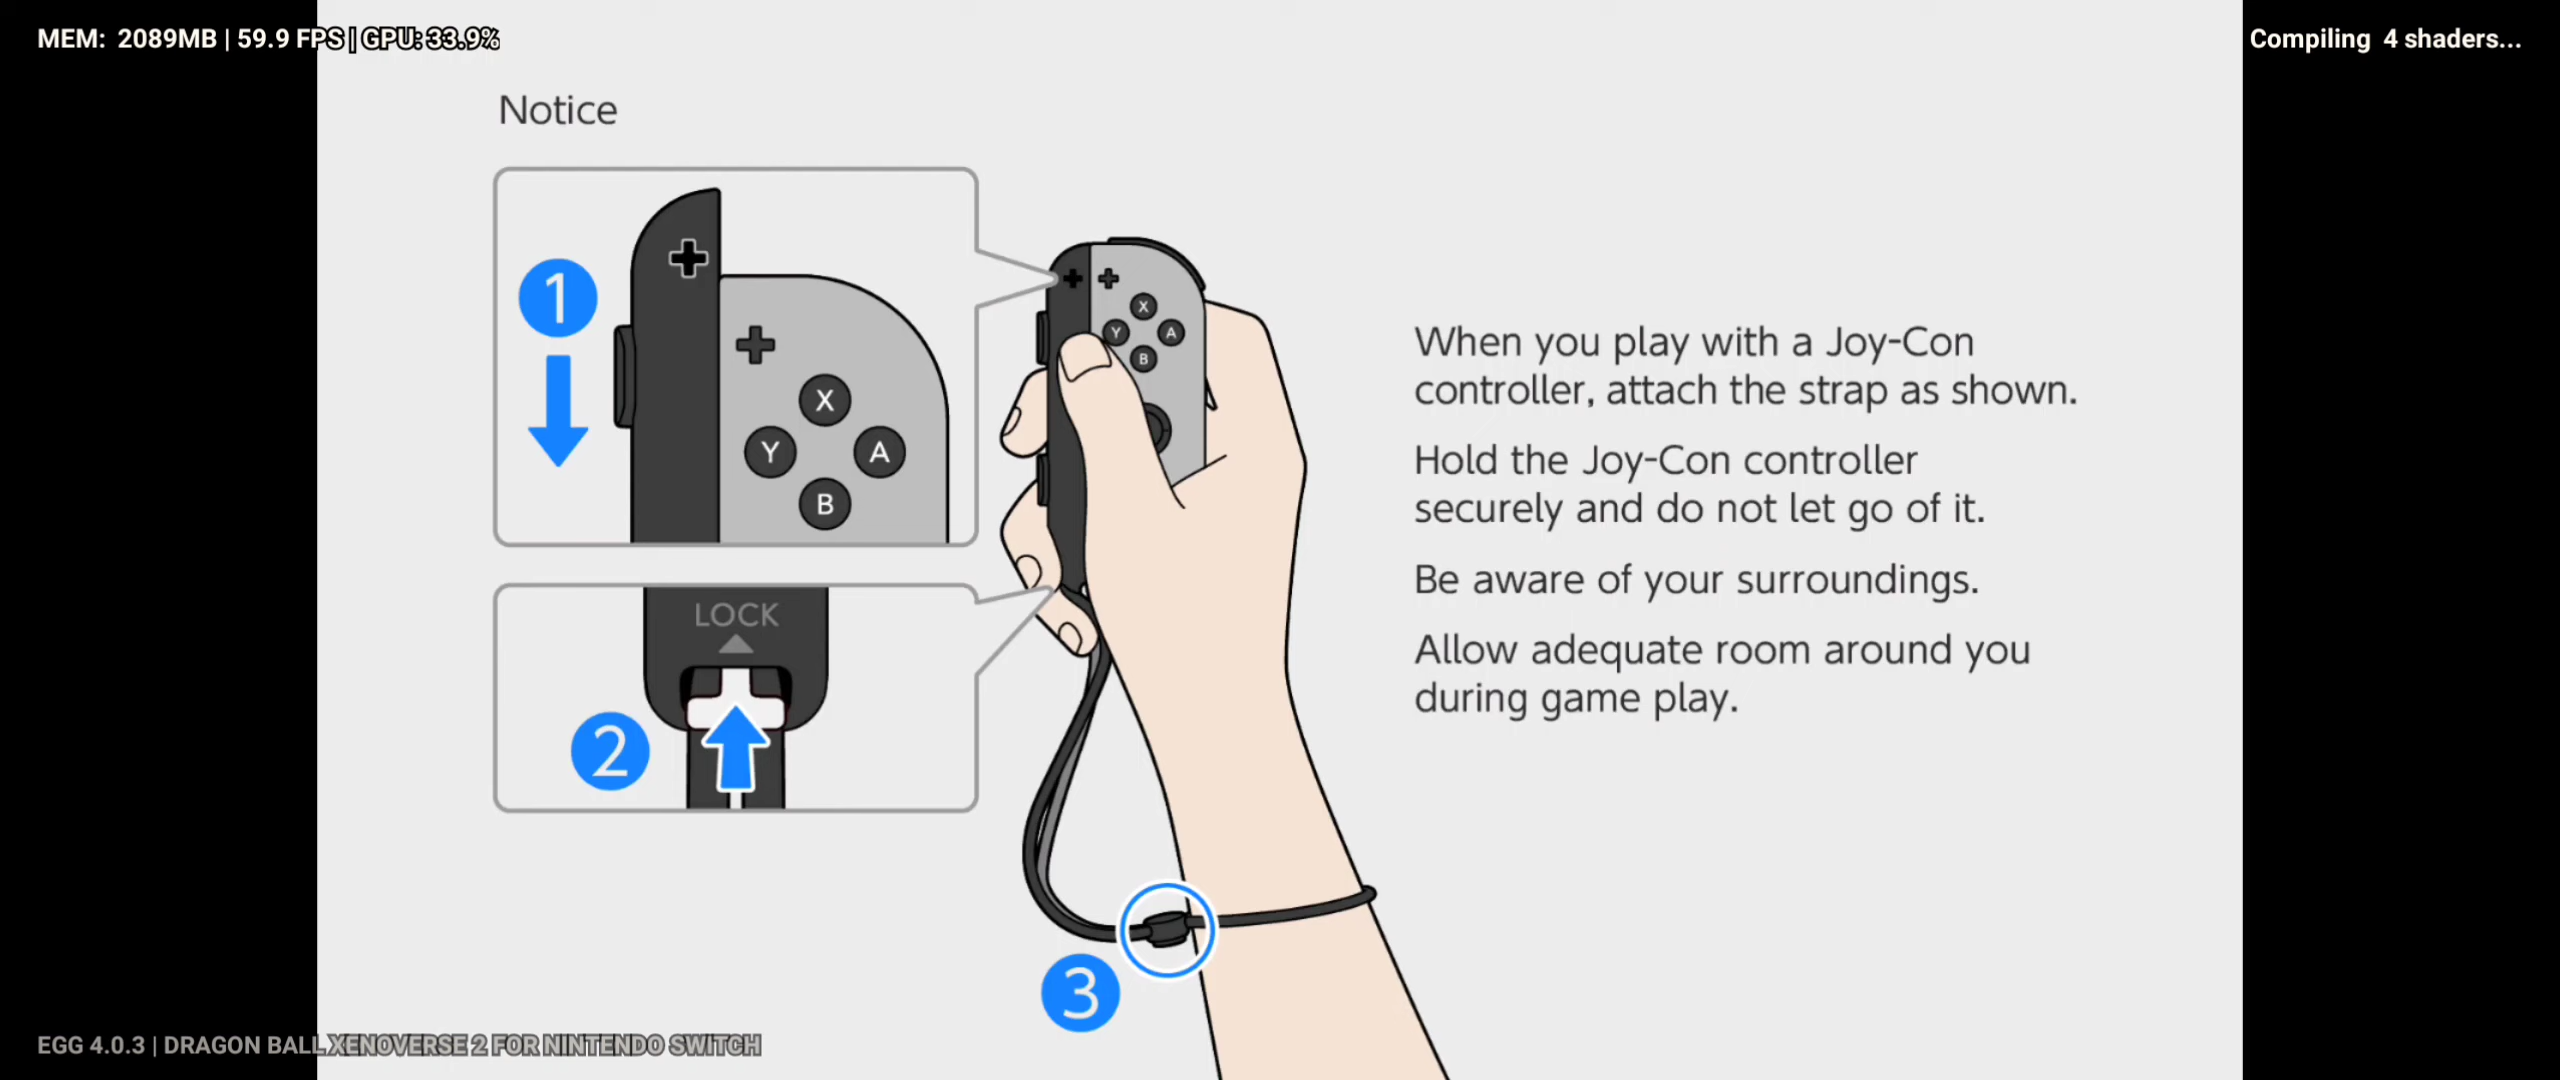 MEM: 2089MB | 59.9 FPS | GPU: 33.9%
Compiling 4 shaders...
Notice
1
X
Y
A
B
X
Y
A
B
When you play with a Joy-Con
controller, attach the strap as shown.
Hold the Joy-Con controller
securely and do not let go of it.
Be aware of your surroundings.
Allow adequate room around you
during game play.
LOCK
2
3
EGG 4.0.3 | DRAGON BALL XENOVERSE 2 FOR NINTENDO SWITCH